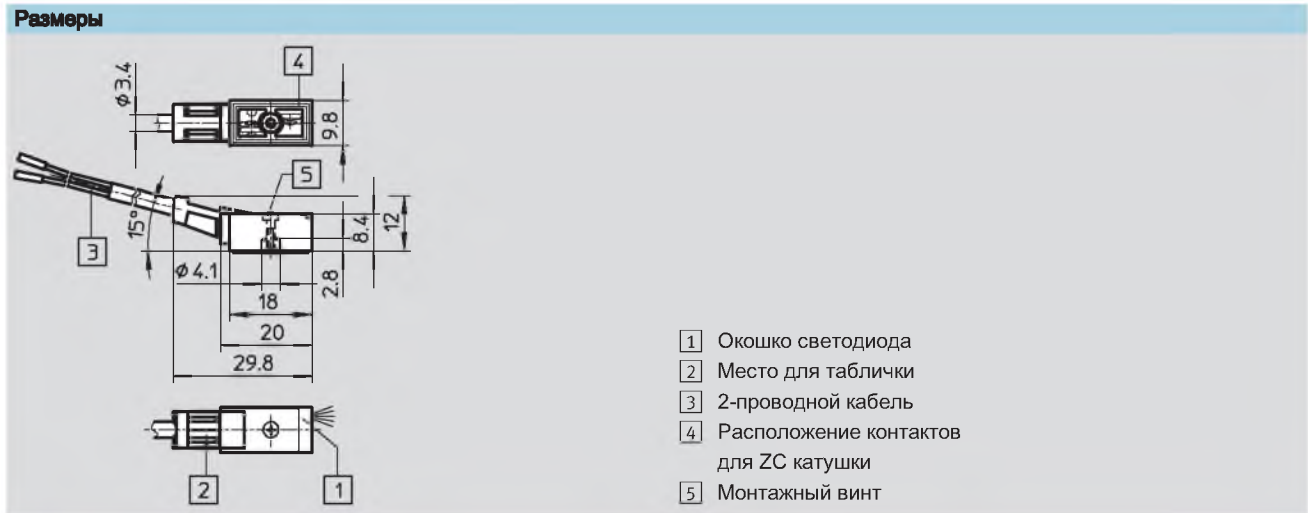 Размеры
4
ϕ 3.4
9.8
5
15°
3
8.4
12
ϕ 4.1
2.8
18
20
29.8
2
1
1 Окошко светодиода
2 Место для таблички
3 2-проводной кабель
4 Расположение контактов
для ZC катушки
5 Монтажный винт